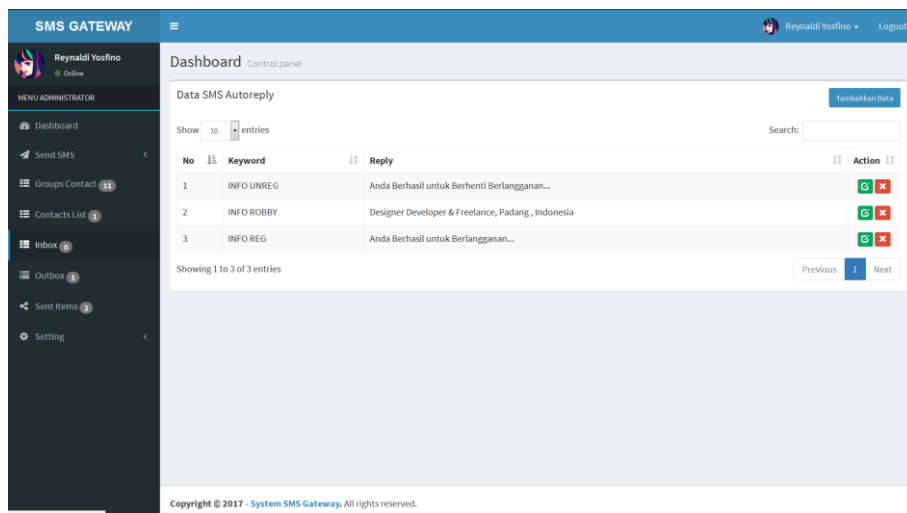 SMS GATEWAY
Reynaldi Yosfino
Logout
Reynaldi Yosfino
Online
MENU ADMINISTRATOR
Dashboard
Send SMS
Groups Contact 11
Contacts List 1
Inbox 0
Outbox 1
Sent Items 2
Setting
Dashboard Control panel
Data SMS Autoreply
Tambahkan Data
Show 10 entries
Search:
No Keyword Reply Action
1 INFO UNREG Anda Berhasil untuk Berhenti Berlangganan...
2 INFO ROBBY Designer Developer & Freelance, Padang , Indonesia
3 INFO REG Anda Berhasil untuk Berlangganan...
Showing 1 to 3 of 3 entries
Previous 1 Next
Copyright © 2017 - System SMS Gateway. All rights reserved.